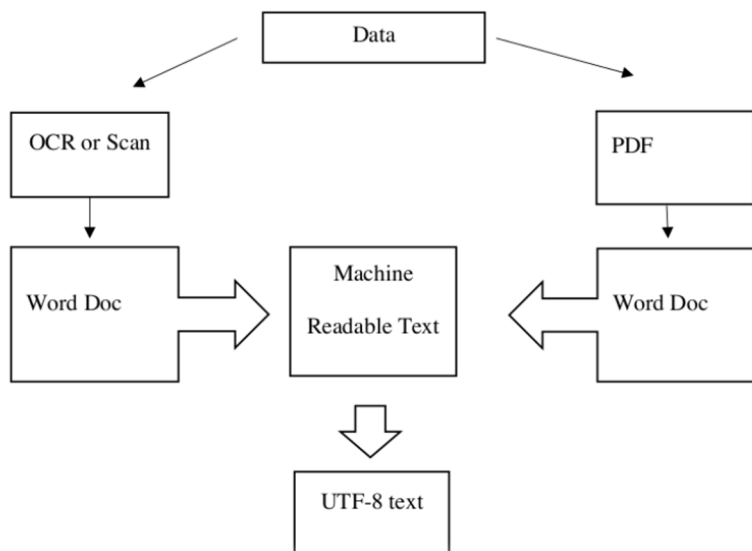 Data
OCR or Scan
PDF
Word Doc
Machine
Readable Text
Word Doc
UTF-8 text